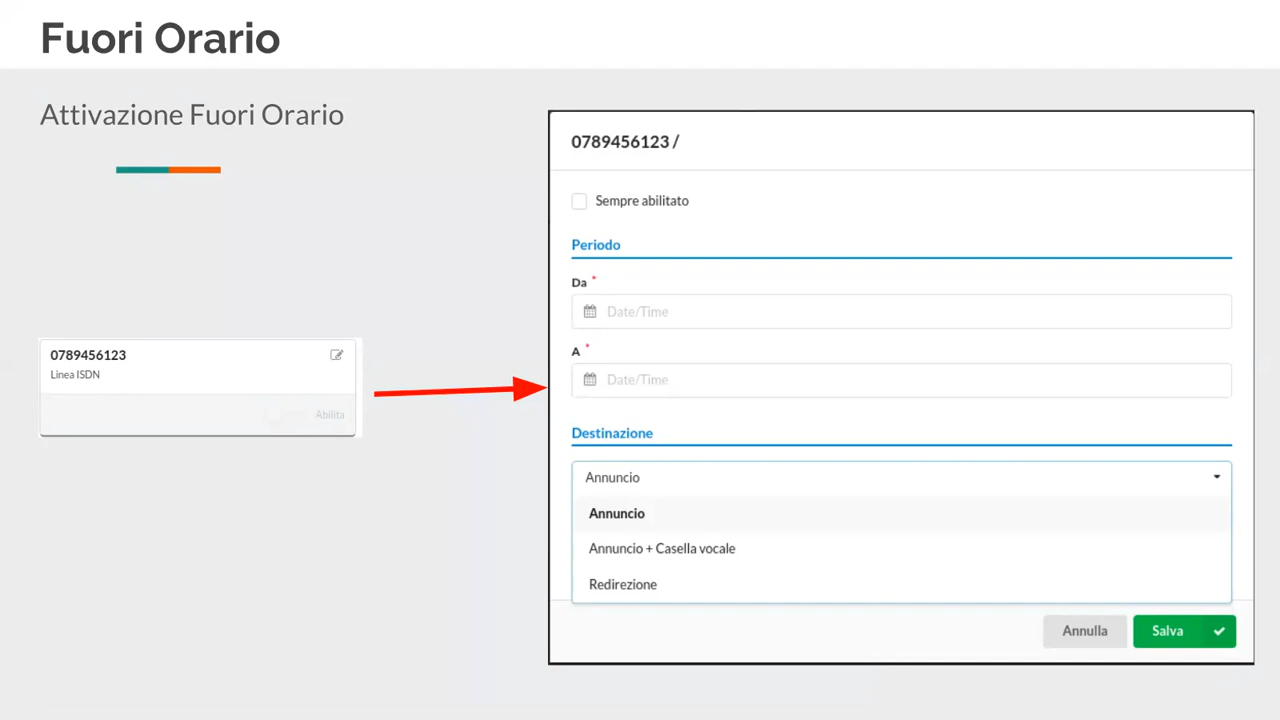 Fuori Orario
Attivazione Fuori Orario
0789456123
Linea ISDN
Abilita
0789456123 /
Sempre abilitato
Periodo
Da *
Date/Time
A *
Date/Time
Destinazione
Annuncio
Annuncio
Annuncio + Casella vocale
Redirezione
Annulla
Salva